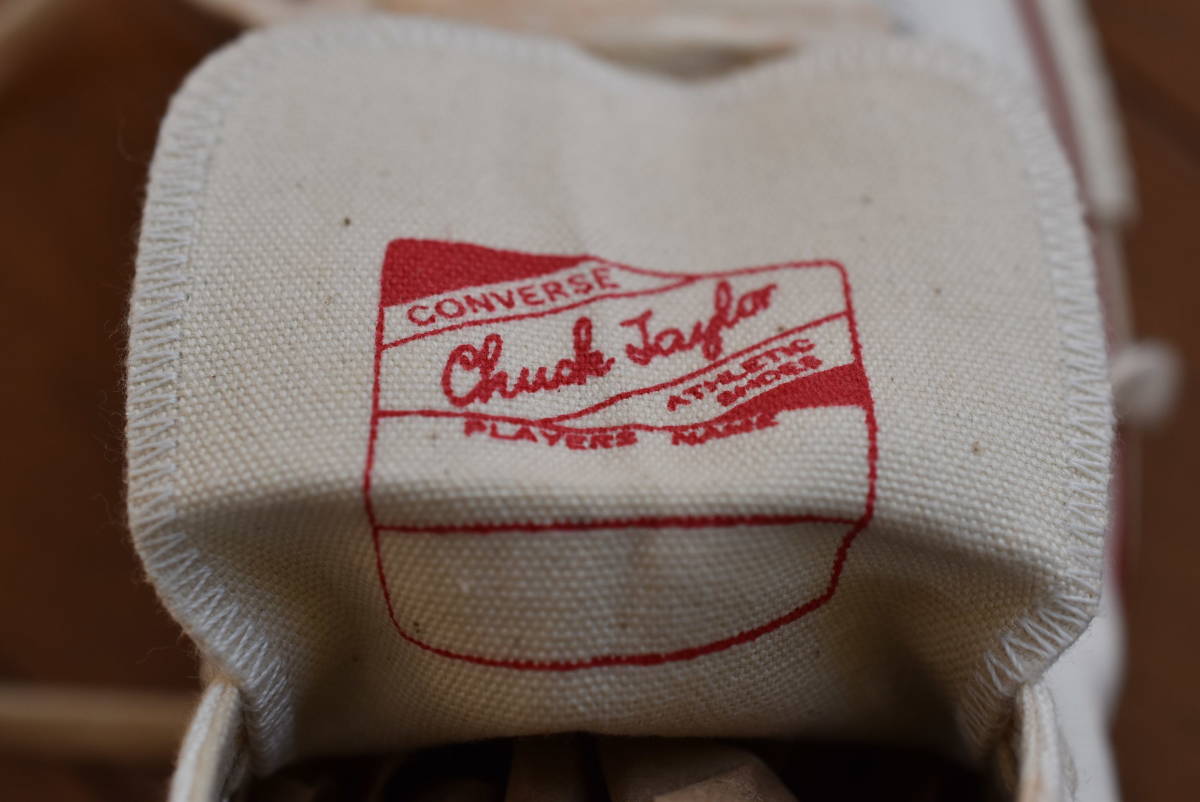 CONVERSE
Chuck Taylor
ATHLETIC
SHOES
PLAYERS NAME